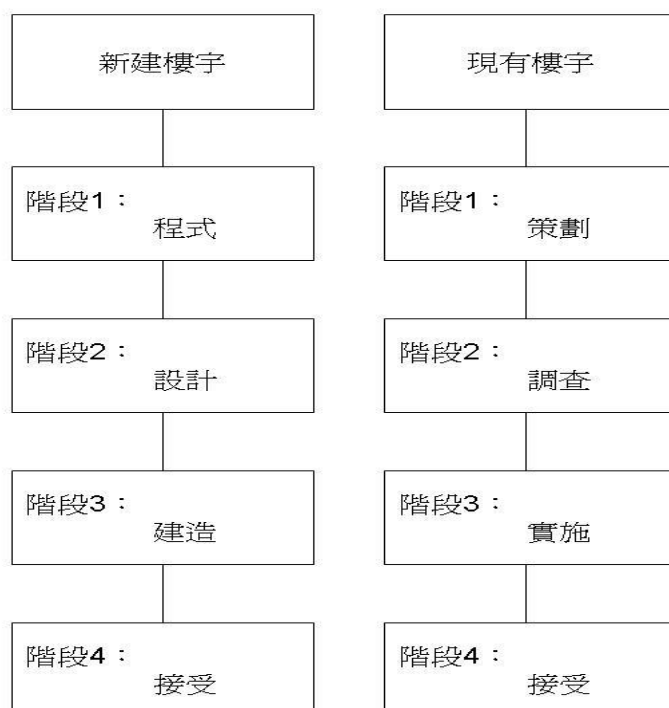 新建樓宇
階段1：
程式
階段2：
設計
階段3：
建造
階段4：
接受
現有樓宇
階段1：
策劃
階段2：
調查
階段3：
實施
階段4：
接受